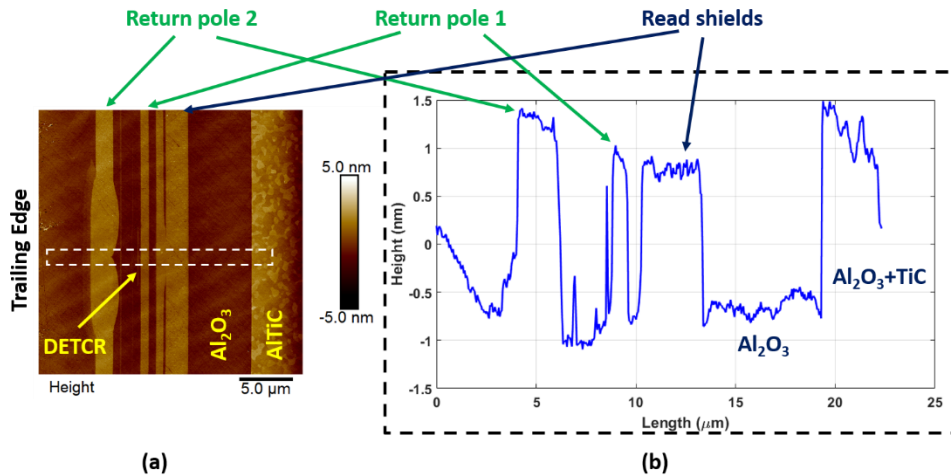 Return pole 2
Return pole 1
Read shields
Trailing Edge
DETCR
Al₂O₃
AlTiC
Height
5.0 µm
5.0 nm
-5.0 nm
(a)
Height (nm)
1.5
1
0.5
0
-0.5
-1
-1.5
0
5
10
15
20
25
Length (μm)
Al₂O₃
Al₂O₃+TiC
(b)